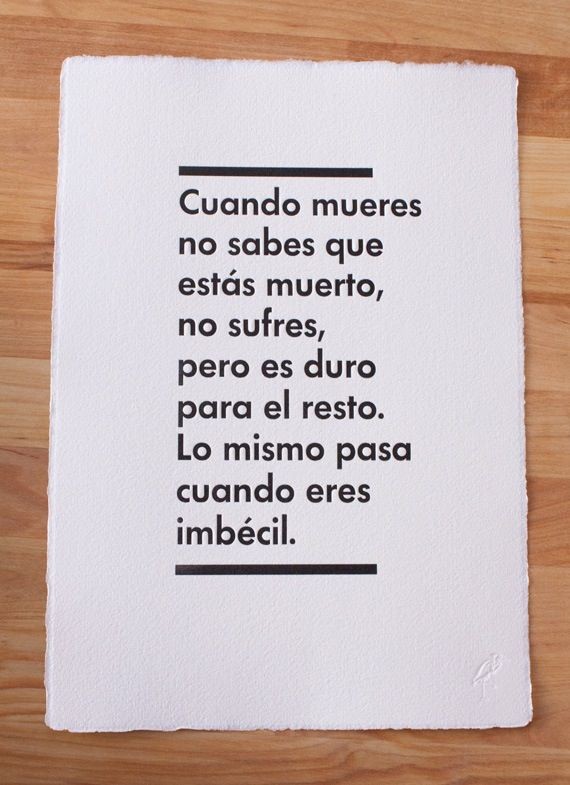 Cuando mueres
no sabes que
estás muerto,
no sufres,
pero es duro
para el resto.
Lo mismo pasa
cuando eres
imbécil.